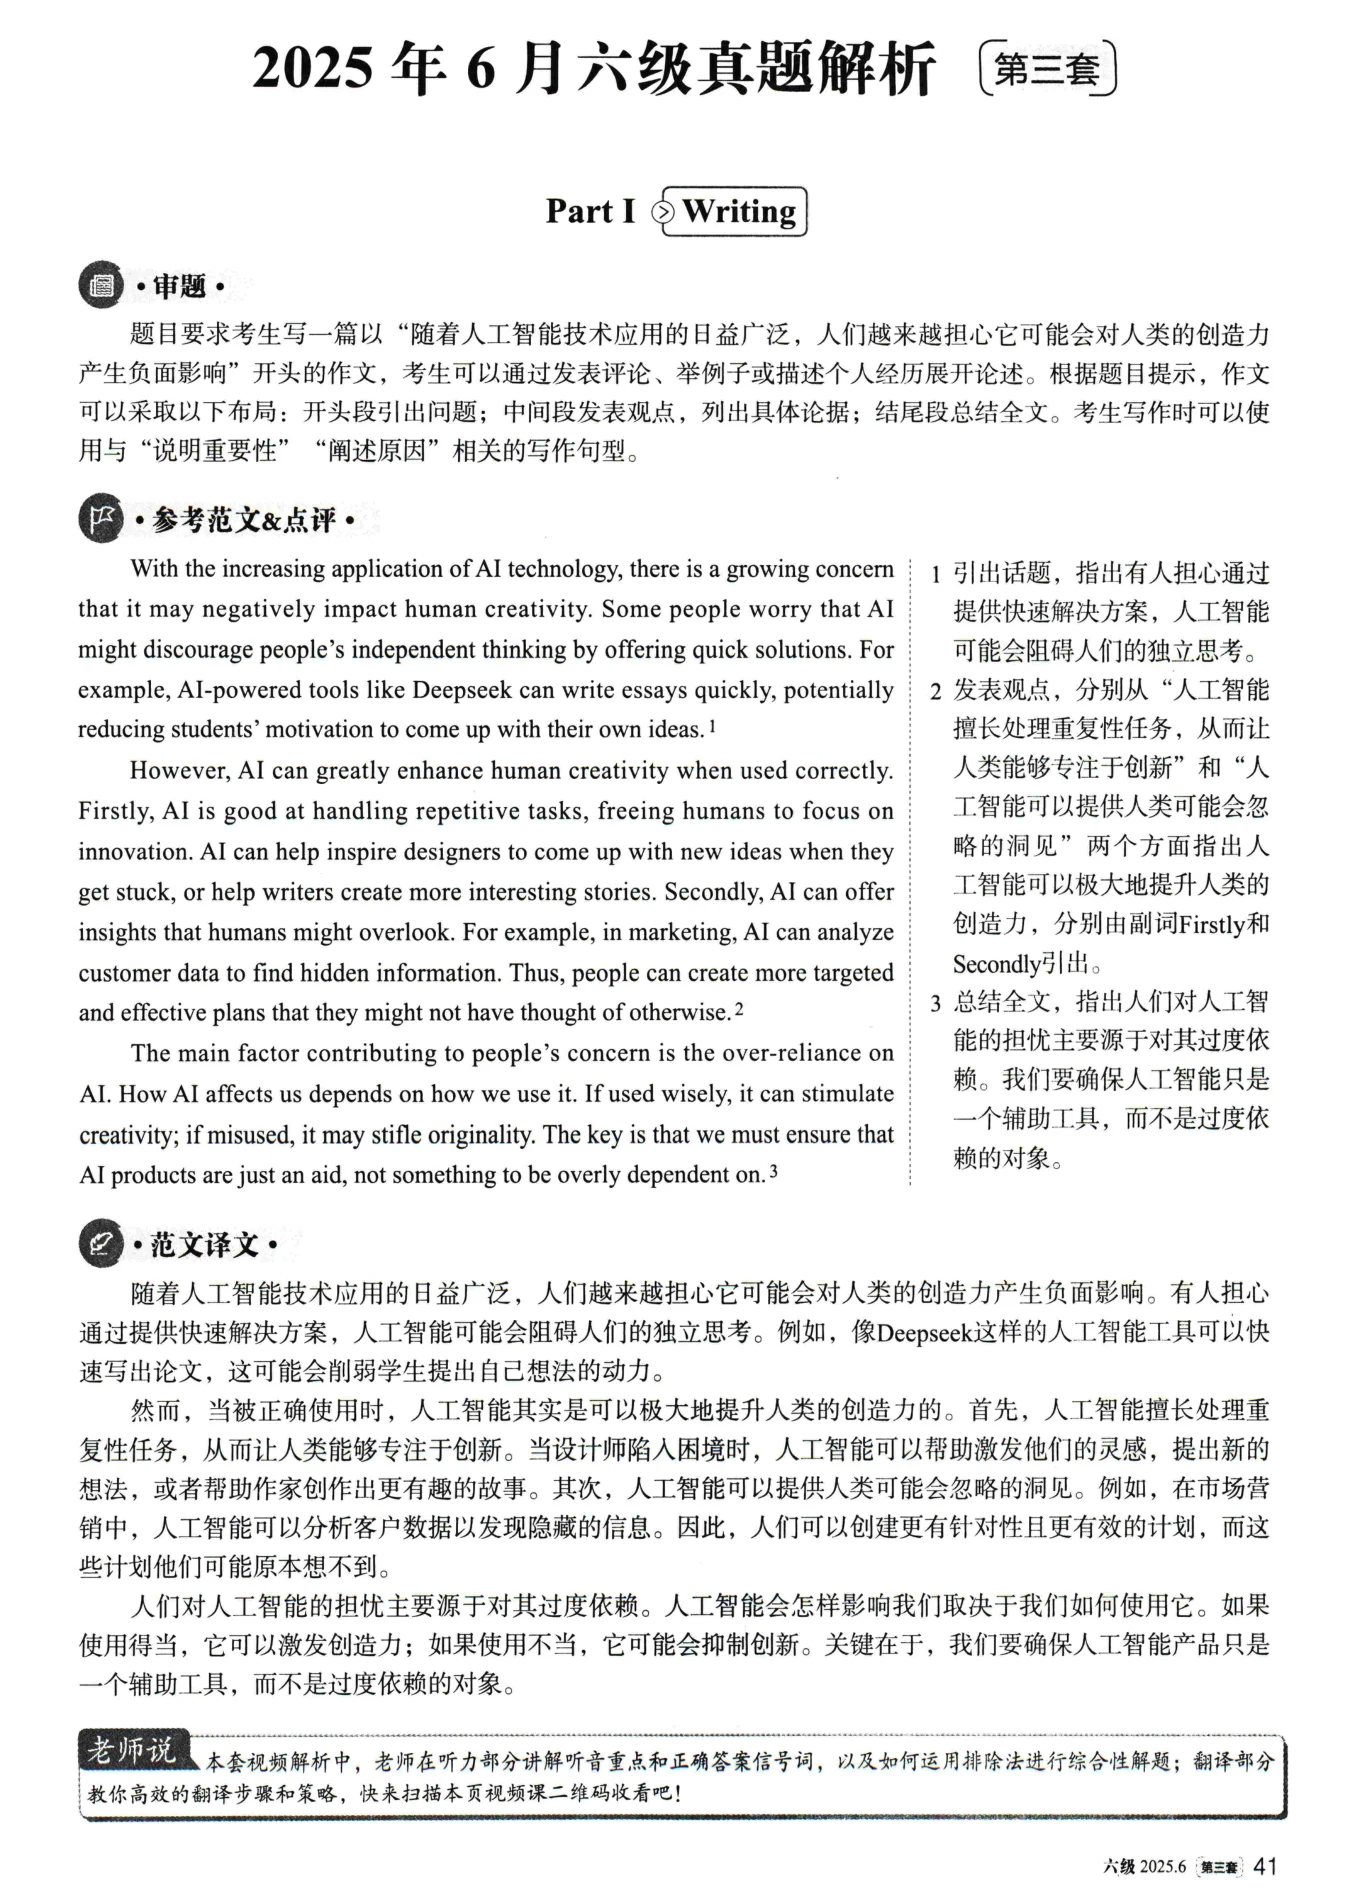 2025 年 6 月六级真题解析 第三套
Part I > Writing
·审题·
题目要求考生写一篇以“随着人工智能技术应用的日益广泛，人们越来越担心它可能会对人类的创造力
产生负面影响”开头的作文，考生可以通过发表评论、举例子或描述个人经历展开论述。根据题目提示，作文
可以采取以下布局：开头段引出问题；中间段发表观点，列出具体论据；结尾段总结全文。考生写作时可以使
用与“说明重要性”“阐述原因”相关的写作句型。
·参考范文&点评·
With the increasing application of AI technology, there is a growing concern
that it may negatively impact human creativity. Some people worry that AI
might discourage people’s independent thinking by offering quick solutions. For
example, AI-powered tools like Deepseek can write essays quickly, potentially
reducing students’ motivation to come up with their own ideas.1
However, AI can greatly enhance human creativity when used correctly.
Firstly, AI is good at handling repetitive tasks, freeing humans to focus on
innovation. AI can help inspire designers to come up with new ideas when they
get stuck, or help writers create more interesting stories. Secondly, AI can offer
insights that humans might overlook. For example, in marketing, AI can analyze
customer data to find hidden information. Thus, people can create more targeted
and effective plans that they might not have thought of otherwise.2
The main factor contributing to people’s concern is the over-reliance on
AI. How AI affects us depends on how we use it. If used wisely, it can stimulate
creativity; if misused, it may stifle originality. The key is that we must ensure that
AI products are just an aid, not something to be overly dependent on.3
1 引出话题，指出有人担心通过
提供快速解决方案，人工智能
可能会阻碍人们的独立思考。
2 发表观点，分别从“人工智能
擅长处理重复性任务，从而让
人类能够专注于创新”和“人
工智能可以提供人类可能会忽
略的洞见”两个方面指出人
工智能可以极大地提升人类的
创造力，分别由副词Firstly和
Secondly引出。
3 总结全文，指出人们对人工智
能的担忧主要源于对其过度依
赖。我们要确保人工智能只是
一个辅助工具，而不是过度依
赖的对象。
·范文译文·
随着人工智能技术应用的日益广泛，人们越来越担心它可能会对人类的创造力产生负面影响。有人担心
通过提供快速解决方案，人工智能可能会阻碍人们的独立思考。例如，像Deepseek这样的人工智能工具可以快
速写出论文，这可能会削弱学生提出自己想法的动力。
然而，当被正确使用时，人工智能其实是可以极大地提升人类的创造力的。首先，人工智能擅长处理重
复性任务，从而让人类能够专注于创新。当设计师陷入困境时，人工智能可以帮助激发他们的灵感，提出新的
想法，或者帮助作家创作出更有趣的故事。其次，人工智能可以提供人类可能会忽略的洞见。例如，在市场营
销中，人工智能可以分析客户数据以发现隐藏的信息。因此，人们可以创建更有针对性且更有效的计划，而这
些计划他们可能原本想不到。
人们对人工智能的担忧主要源于对其过度依赖。人工智能会怎样影响我们取决于我们如何使用它。如果
使用得当，它可以激发创造力；如果使用不当，它可能会抑制创新。关键在于，我们要确保人工智能产品只是
一个辅助工具，而不是过度依赖的对象。
老师说 本套视频解析中，老师在听力部分讲解听音重点和正确答案信号词，以及如何运用排除法进行综合性解题；翻译部分
教你高效的翻译步骤和策略，快来扫描本页视频课二维码收看吧！
六级 2025.6 第三套 41